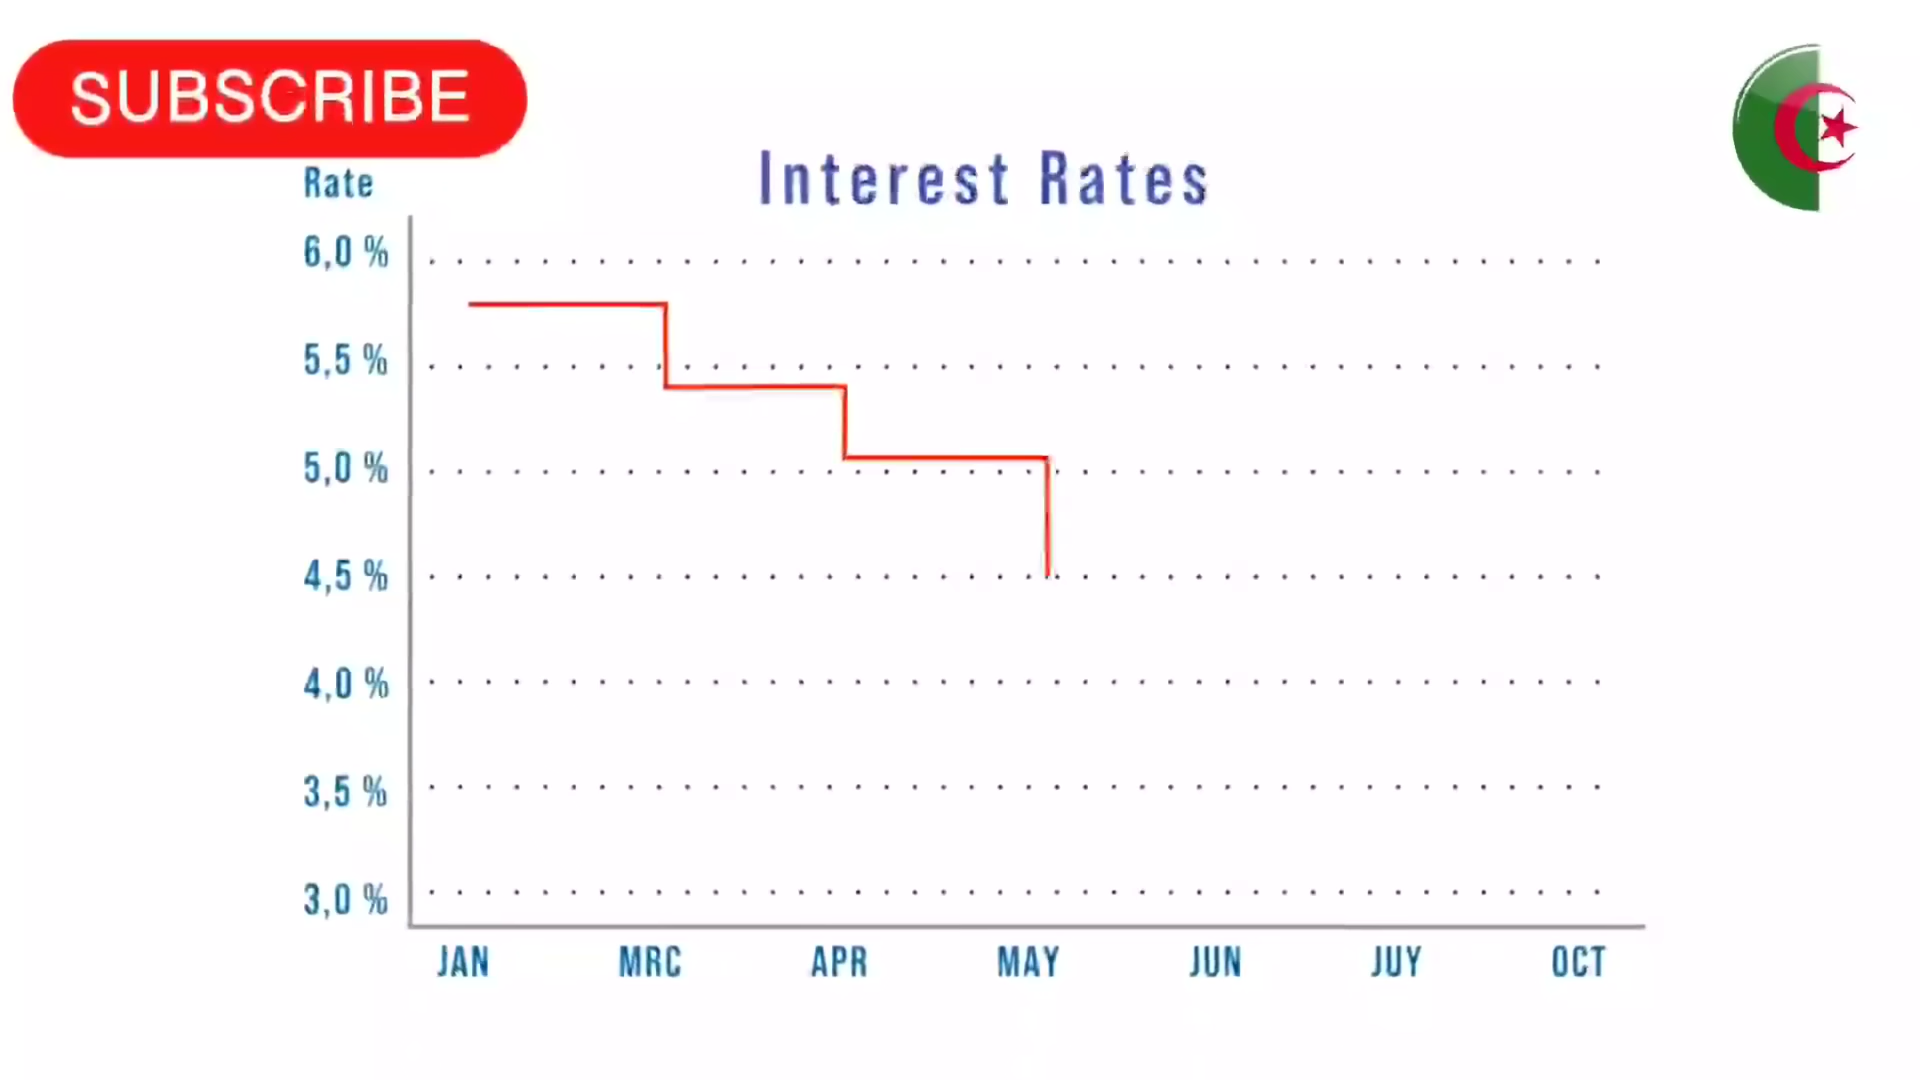 SUBSCRIBE
Interest Rates
Rate
6,0 %
5,5 %
5,0 %
4,5 %
4,0 %
3,5 %
3,0 %
JAN MRC APR MAY JUN JUY OCT